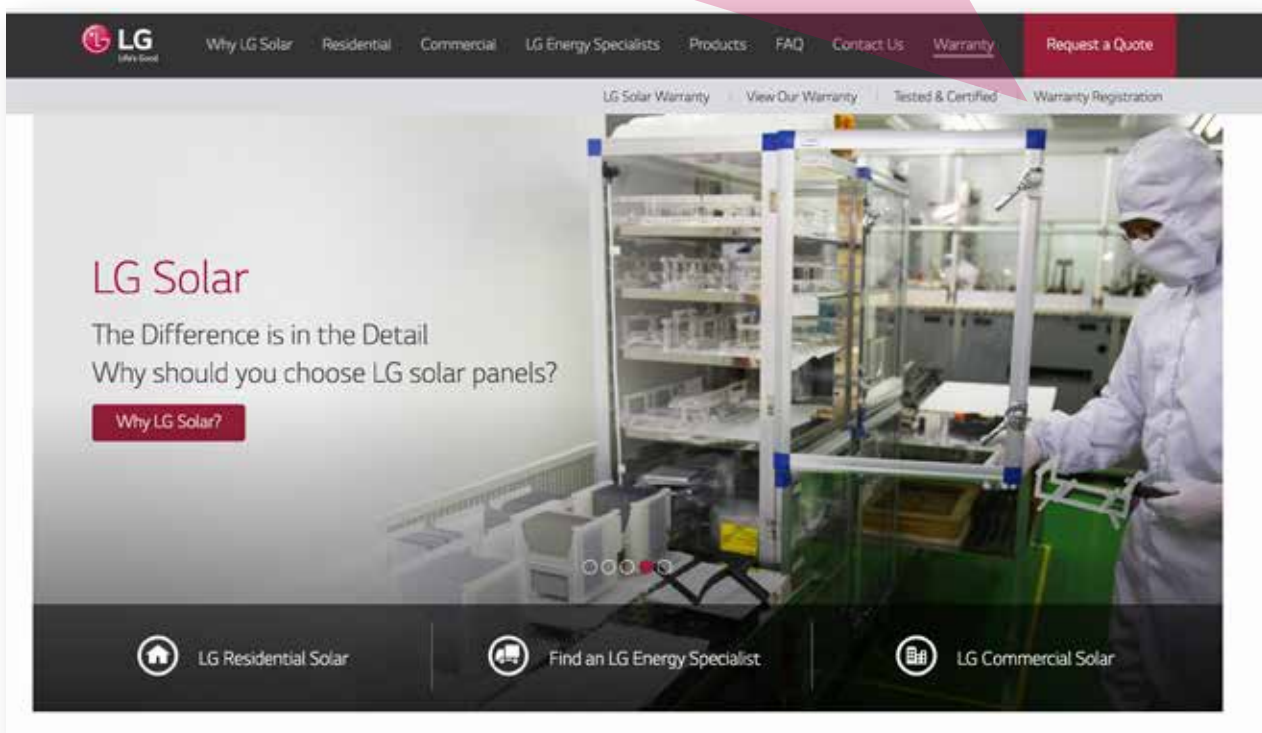 LG
Life's Good
Why LG Solar Residential Commercial LG Energy Specialists Products FAQ Contact Us Warranty Request a Quote
LG Solar Warranty View Our Warranty Tested & Certified Warranty Registration
LG Solar
The Difference is in the Detail
Why should you choose LG solar panels?
Why LG Solar?
LG Residential Solar Find an LG Energy Specialist LG Commercial Solar